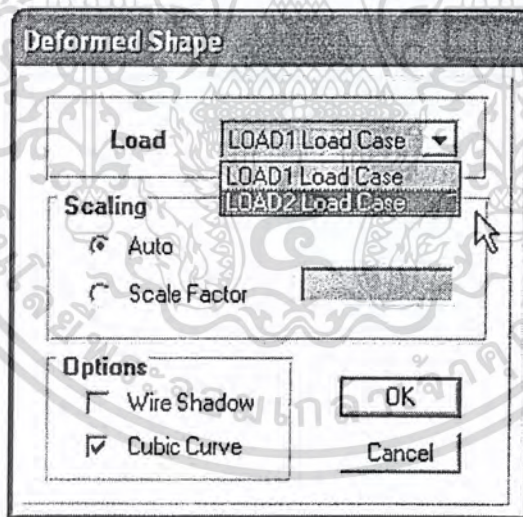 Deformed Shape
Load LOAD1 Load Case
LOAD1 Load Case
LOAD2 Load Case
Scaling
Auto
Scale Factor
Options
Wire Shadow
Cubic Curve
OK
Cancel